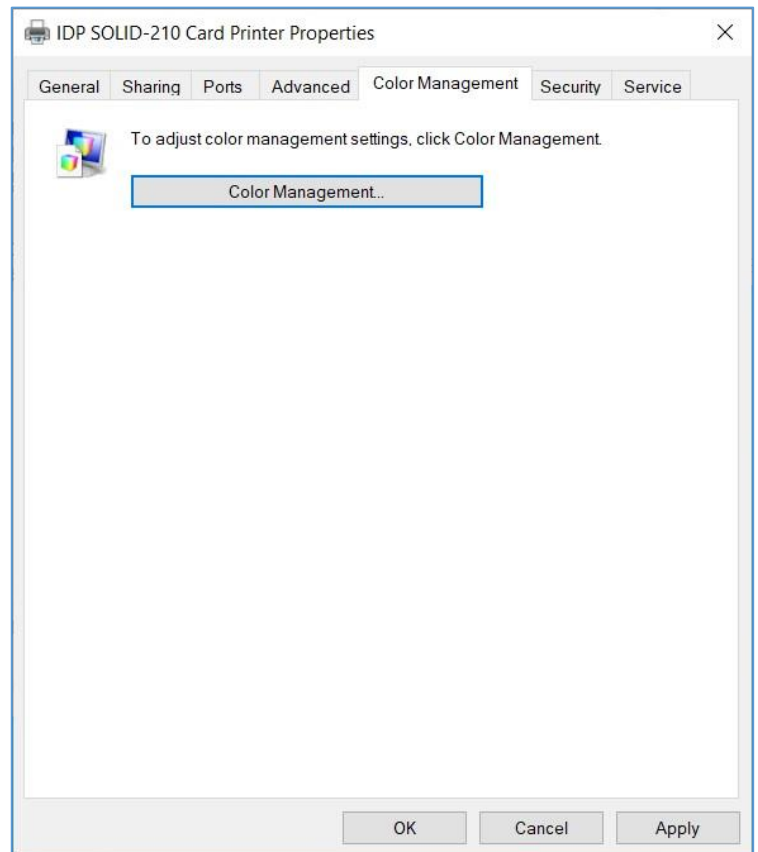 IDP SOLID-210 Card Printer Properties
General Sharing Ports Advanced Color Management Security Service
To adjust color management settings, click Color Management.
Color Management...
OK Cancel Apply